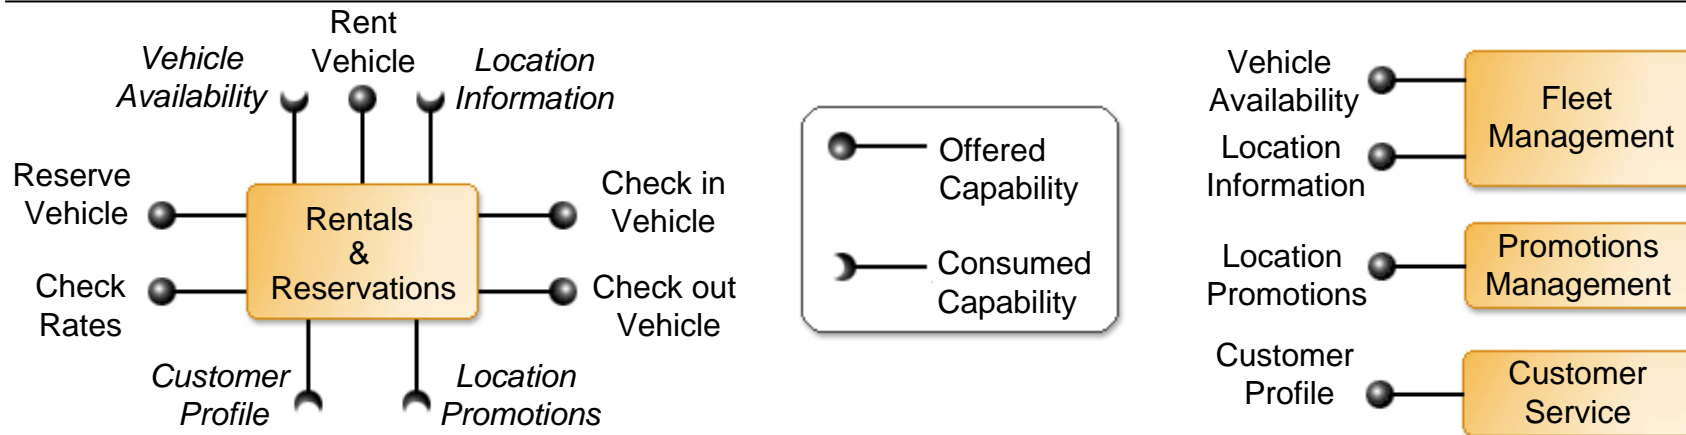 Rent
Vehicle
Vehicle
Availability
Location
Information
Reserve
Vehicle
Check in
Vehicle
Rentals
&
Reservations
Check
Rates
Check out
Vehicle
Customer
Profile
Location
Promotions
Offered
Capability
Consumed
Capability
Vehicle
Availability
Location
Information
Fleet
Management
Location
Promotions
Promotions
Management
Customer
Profile
Customer
Service